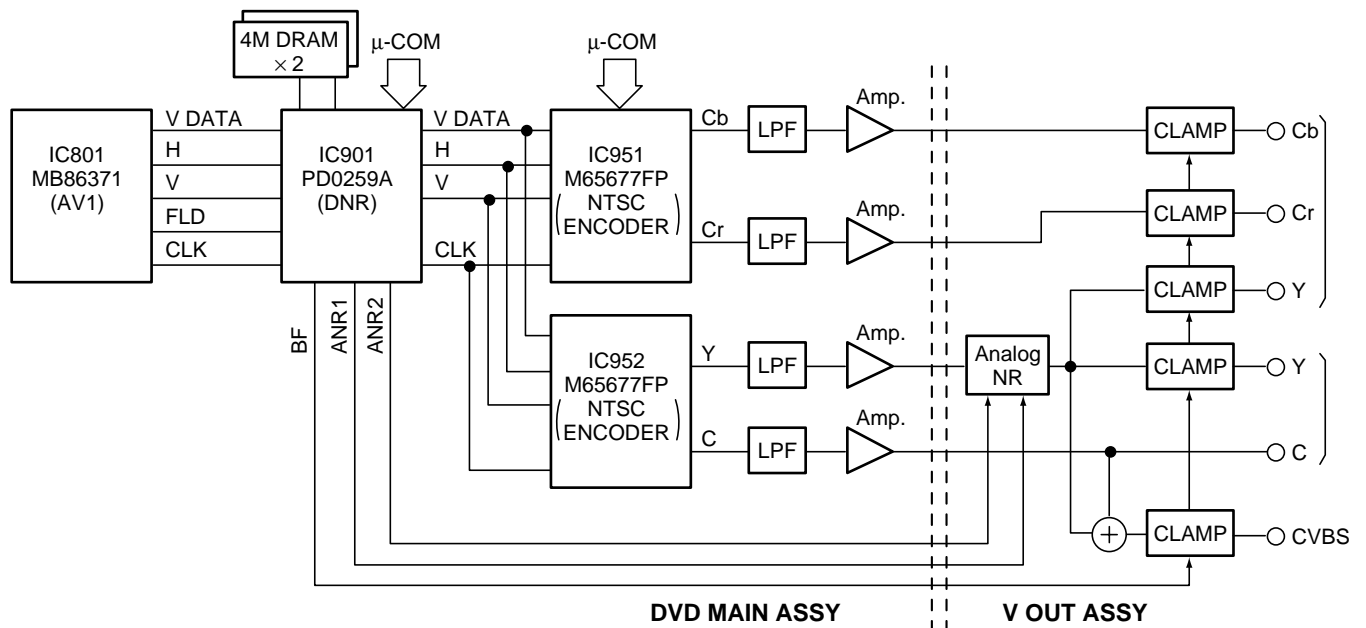 4M DRAM
× 2
μ-COM
μ-COM
IC801
MB86371
(AV1)
V DATA
H
V
FLD
CLK
IC901
PD0259A
(DNR)
V DATA
H
V
CLK
BF
ANR1
ANR2
IC951
M65677FP
(NTSC
ENCODER)
IC952
M65677FP
(NTSC
ENCODER)
Cb
LPF
Amp.
Cr
LPF
Amp.
Y
LPF
Amp.
C
LPF
Amp.
Analog
NR
CLAMP
Cb
CLAMP
Cr
CLAMP
Y
CLAMP
Y
C
+
CLAMP
CVBS
DVD MAIN ASSY
V OUT ASSY